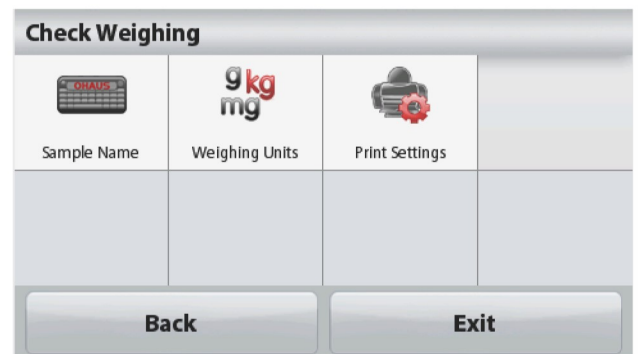 Check Weighing
OHAUS
g kg
mg
Sample Name
Weighing Units
Print Settings
Back
Exit